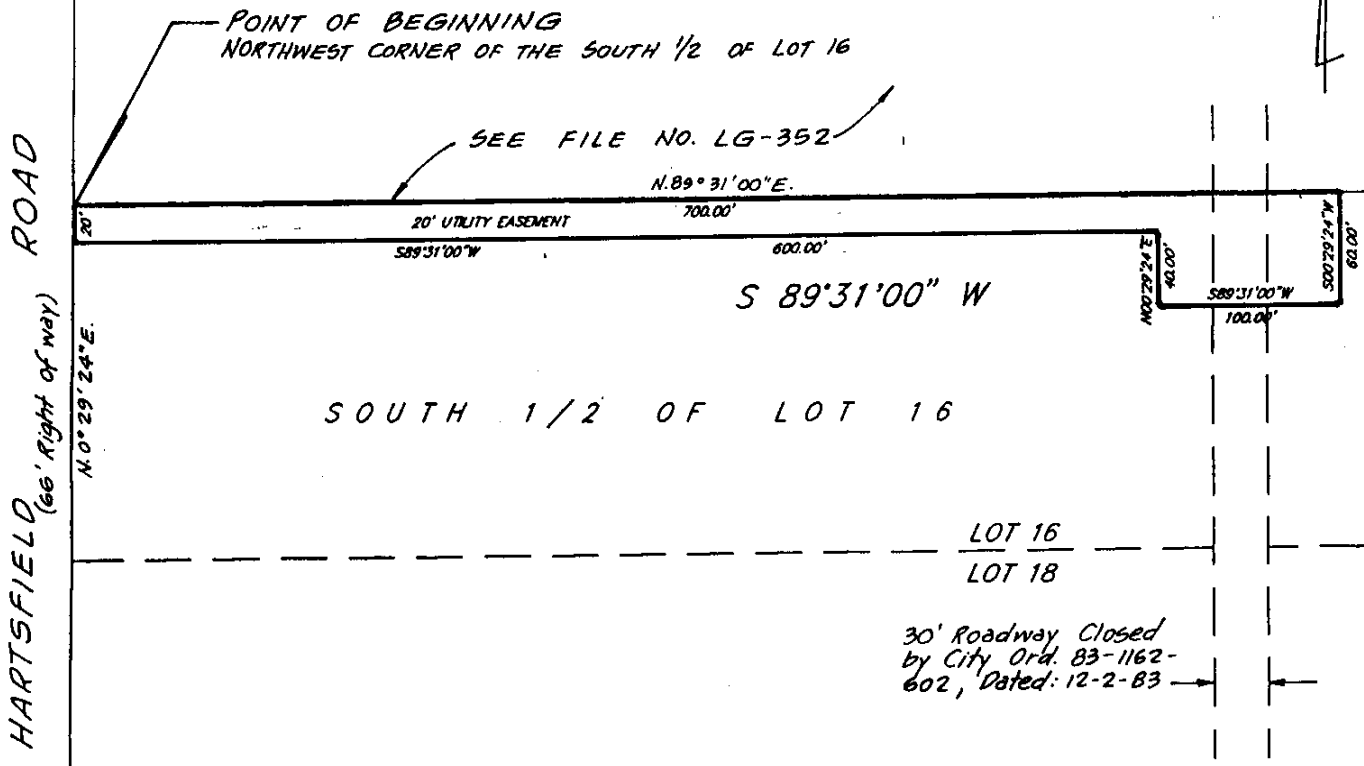 POINT OF BEGINNING
NORTHWEST CORNER OF THE SOUTH 1/2 OF LOT 16
SEE FILE NO. LG-352
N.89°31'00"E.
700.00'
20'
20' UTILITY EASEMENT
S89°31'00"W
600.00'
N00°29'24"E
40.00'
S89°31'00"W
100.00'
S00°29'24"W
60.00'
S 89°31'00" W
HARTSFIELD ROAD
(66' Right of way)
N.0°29'24"E.
SOUTH 1/2 OF LOT 16
LOT 16
LOT 18
30' Roadway Closed
by City Ord. 83-1162-
602, Dated: 12-2-83